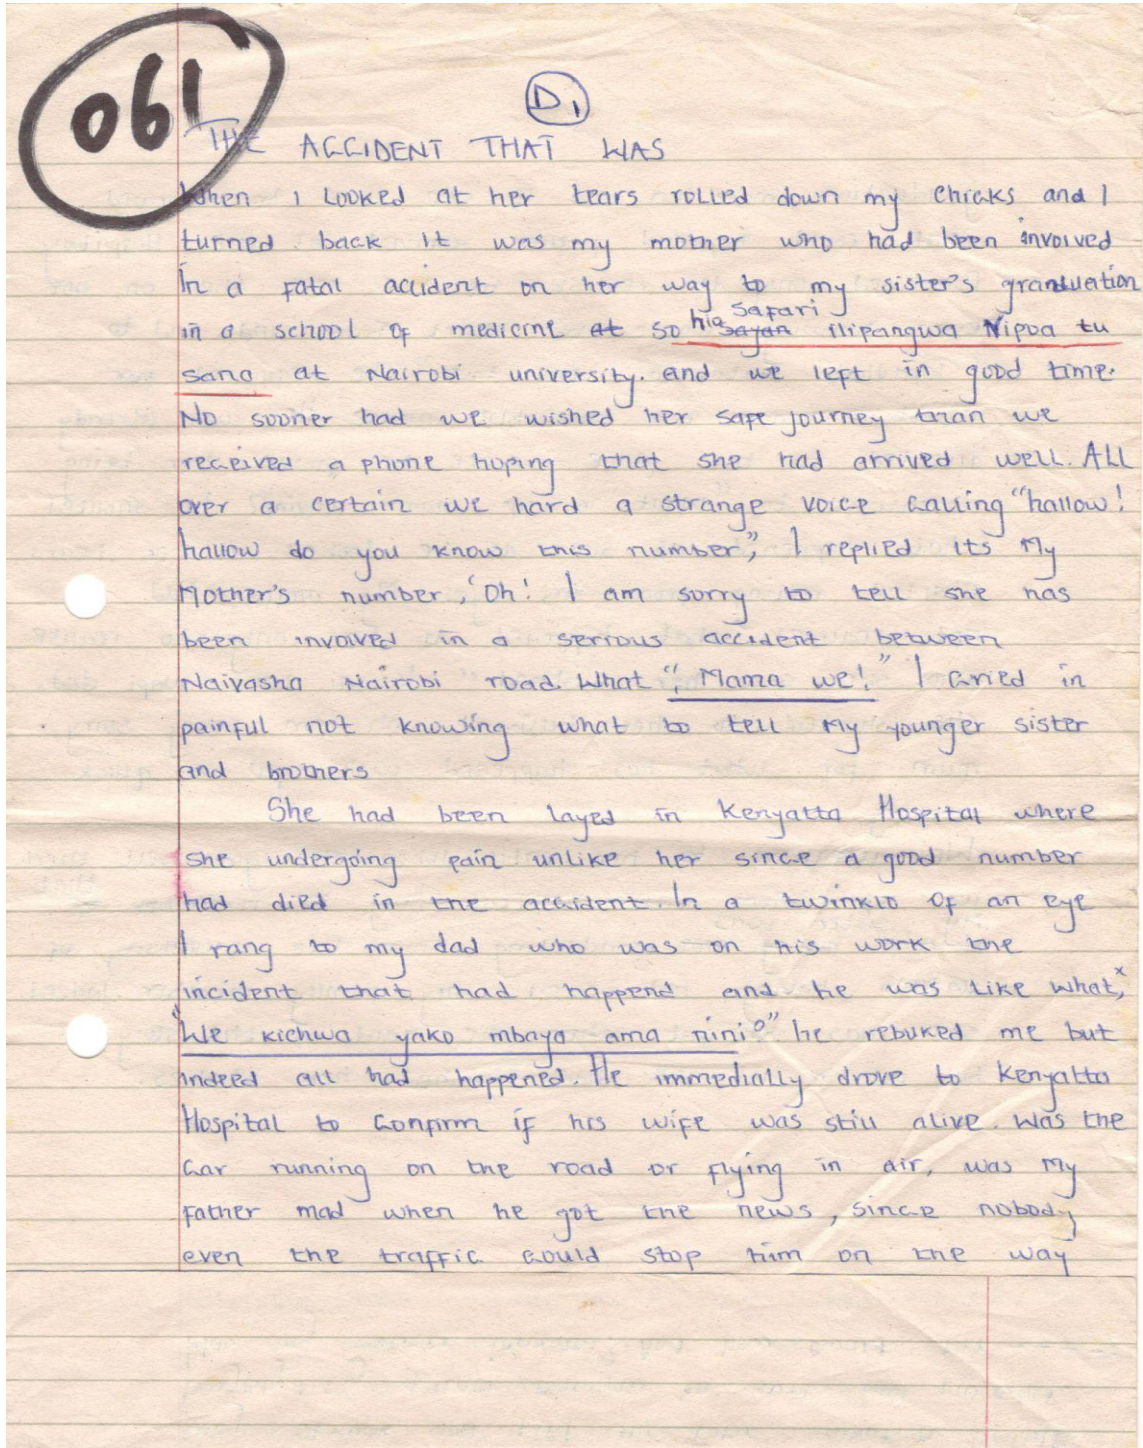 061
D1
THE ACCIDENT THAT WAS
When I Looked at her tears rolled down my chicks and I
turned back It was my mother who had been involved
In a fatal accident on her way to my sister's
in a school of medicine at so hio safari ilipangwa Nipoa tu
sana at Nairobi university. and we left in good time.
No sooner had we wished her safe journey than we
received a phone hoping that she had arrived well. All
over a certain we hard a strange voice calling "hallow!
hallow do you know this number", I replied its My
Mother's number, 'Oh! I am sorry to tell she has
been involved in a serrious accident between
Naivasha Nairobi road. What ", Mama we!" I cried in
painful not knowing what to tell My younger sister
and brothers
She had been layed in Kenyatta Hospital where
she undergoing pain unlike her since a good number
had died in the accident. In a of an eye
I rang to my dad who was on his work the
incident that had happend and he was like what,
"We kichwa yako mbaya ama nini" he rebuked me but
indeed all had happened. He immedially drove to Kenyatta
Hospital to Confirm if his wife was still alive. Was the
Car running on the road or flying in air, was My
father mad when he got the news, since nobody
even the traffic could stop him on the way